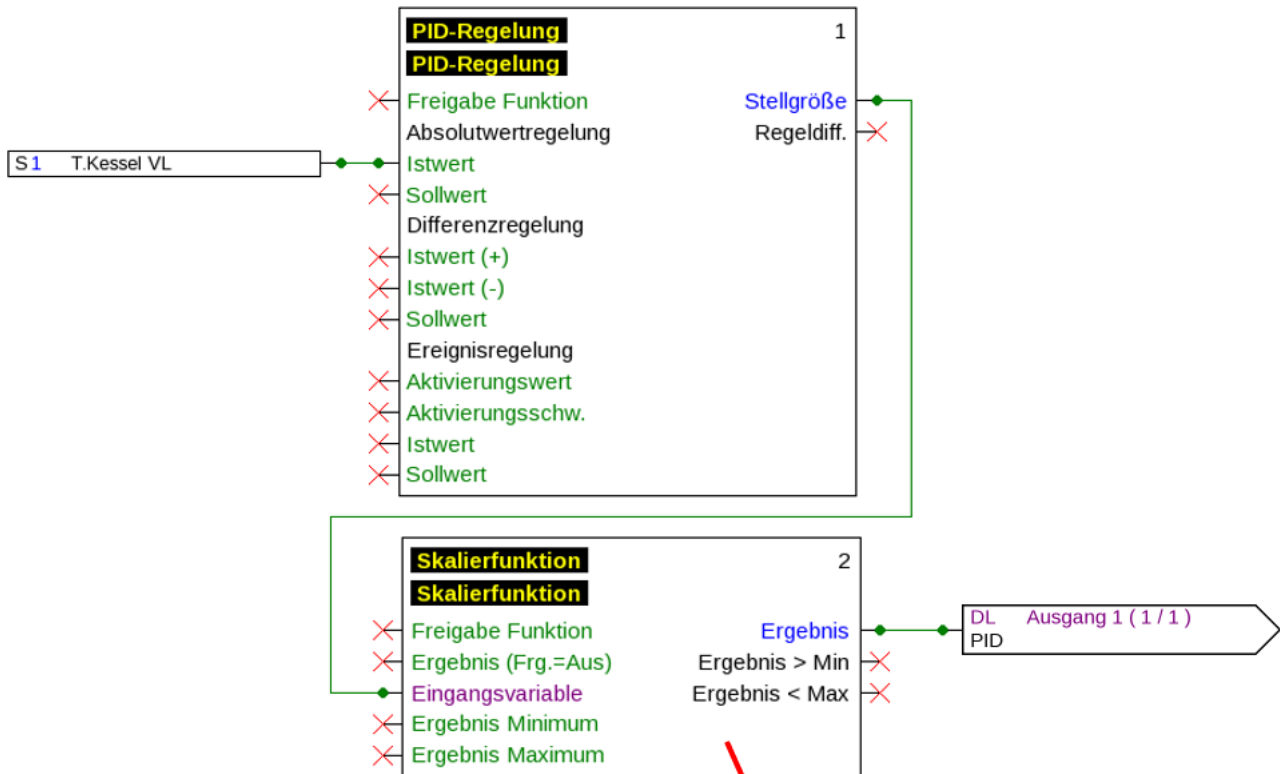 PID-Regelung 1
PID-Regelung
Freigabe Funktion Stellgröße
Absolutwertregelung Regeldiff.
S1 T.Kessel VL Istwert
Sollwert
Differenzregelung
Istwert (+)
Istwert (-)
Sollwert
Ereignisregelung
Aktivierungswert
Aktivierungsschw.
Istwert
Sollwert
Skalierfunktion 2
Skalierfunktion
Freigabe Funktion Ergebnis
Ergebnis (Frg.=Aus) Ergebnis > Min
Eingangsvariable Ergebnis < Max
Ergebnis Minimum
Ergebnis Maximum
DL Ausgang 1 ( 1 / 1 )
PID